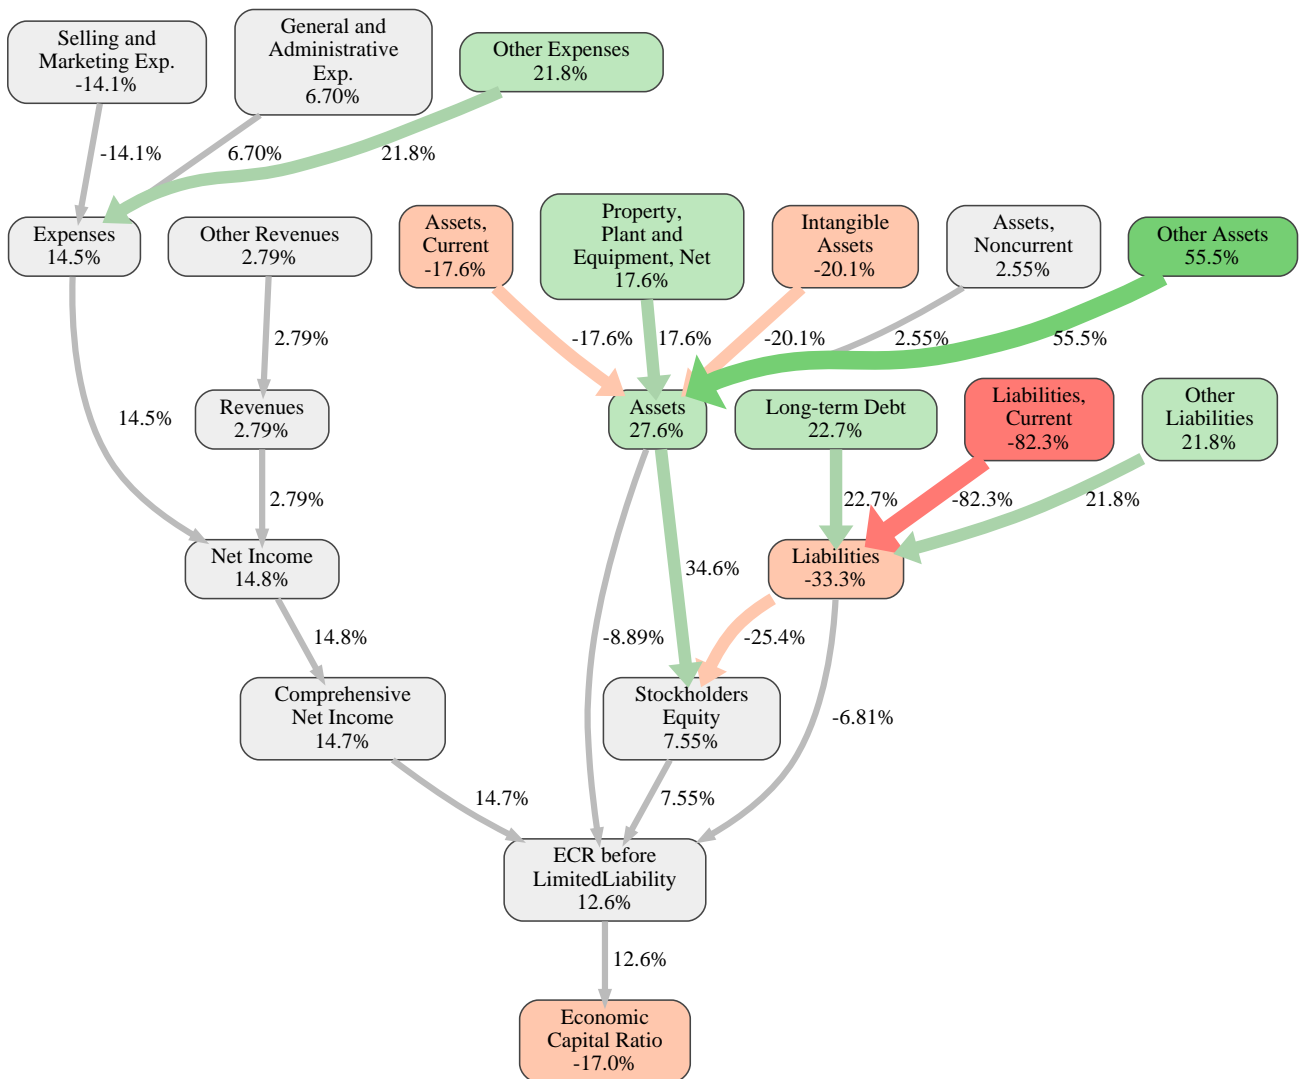 Selling and
Marketing Exp.
-14.1%
General and
Administrative
Exp.
6.70%
Other Expenses
21.8%
-14.1%
6.70%
21.8%
Expenses
14.5%
Other Revenues
2.79%
Assets,
Current
-17.6%
Property,
Plant and
Equipment, Net
17.6%
Intangible
Assets
-20.1%
Assets,
Noncurrent
2.55%
Other Assets
55.5%
2.79%
-17.6%
17.6%
-20.1%
2.55%
55.5%
14.5%
Revenues
2.79%
Assets
27.6%
Long-term Debt
22.7%
Liabilities,
Current
-82.3%
Other
Liabilities
21.8%
2.79%
22.7%
-82.3%
21.8%
Net Income
14.8%
34.6%
Liabilities
-33.3%
14.8%
-8.89%
-25.4%
Comprehensive
Net Income
14.7%
Stockholders
Equity
7.55%
-6.81%
14.7%
7.55%
ECR before
LimitedLiability
12.6%
12.6%
Economic
Capital Ratio
-17.0%